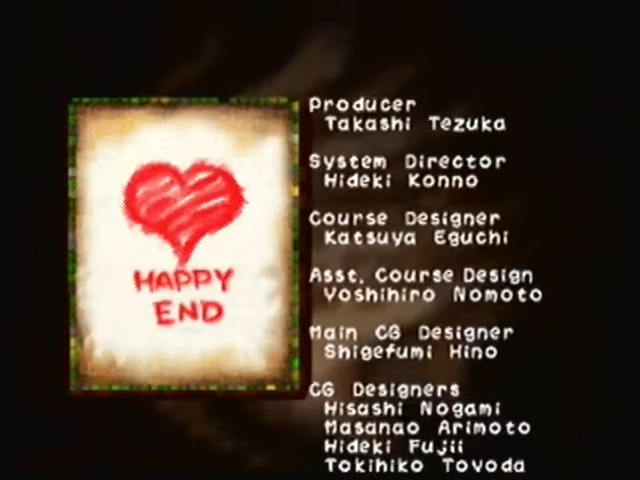 HAPPY
END
Producer
Takashi Tezuka
System Director
Hideki Konno
Course Designer
Katsuya Eguchi
Asst. Course Design
Yoshihiro Nomoto
Main CG Designer
Shigefumi Hino
CG Designers
Hisashi Nogami
Masanao Arimoto
Hideki Fujii
Tokihiko Toyoda